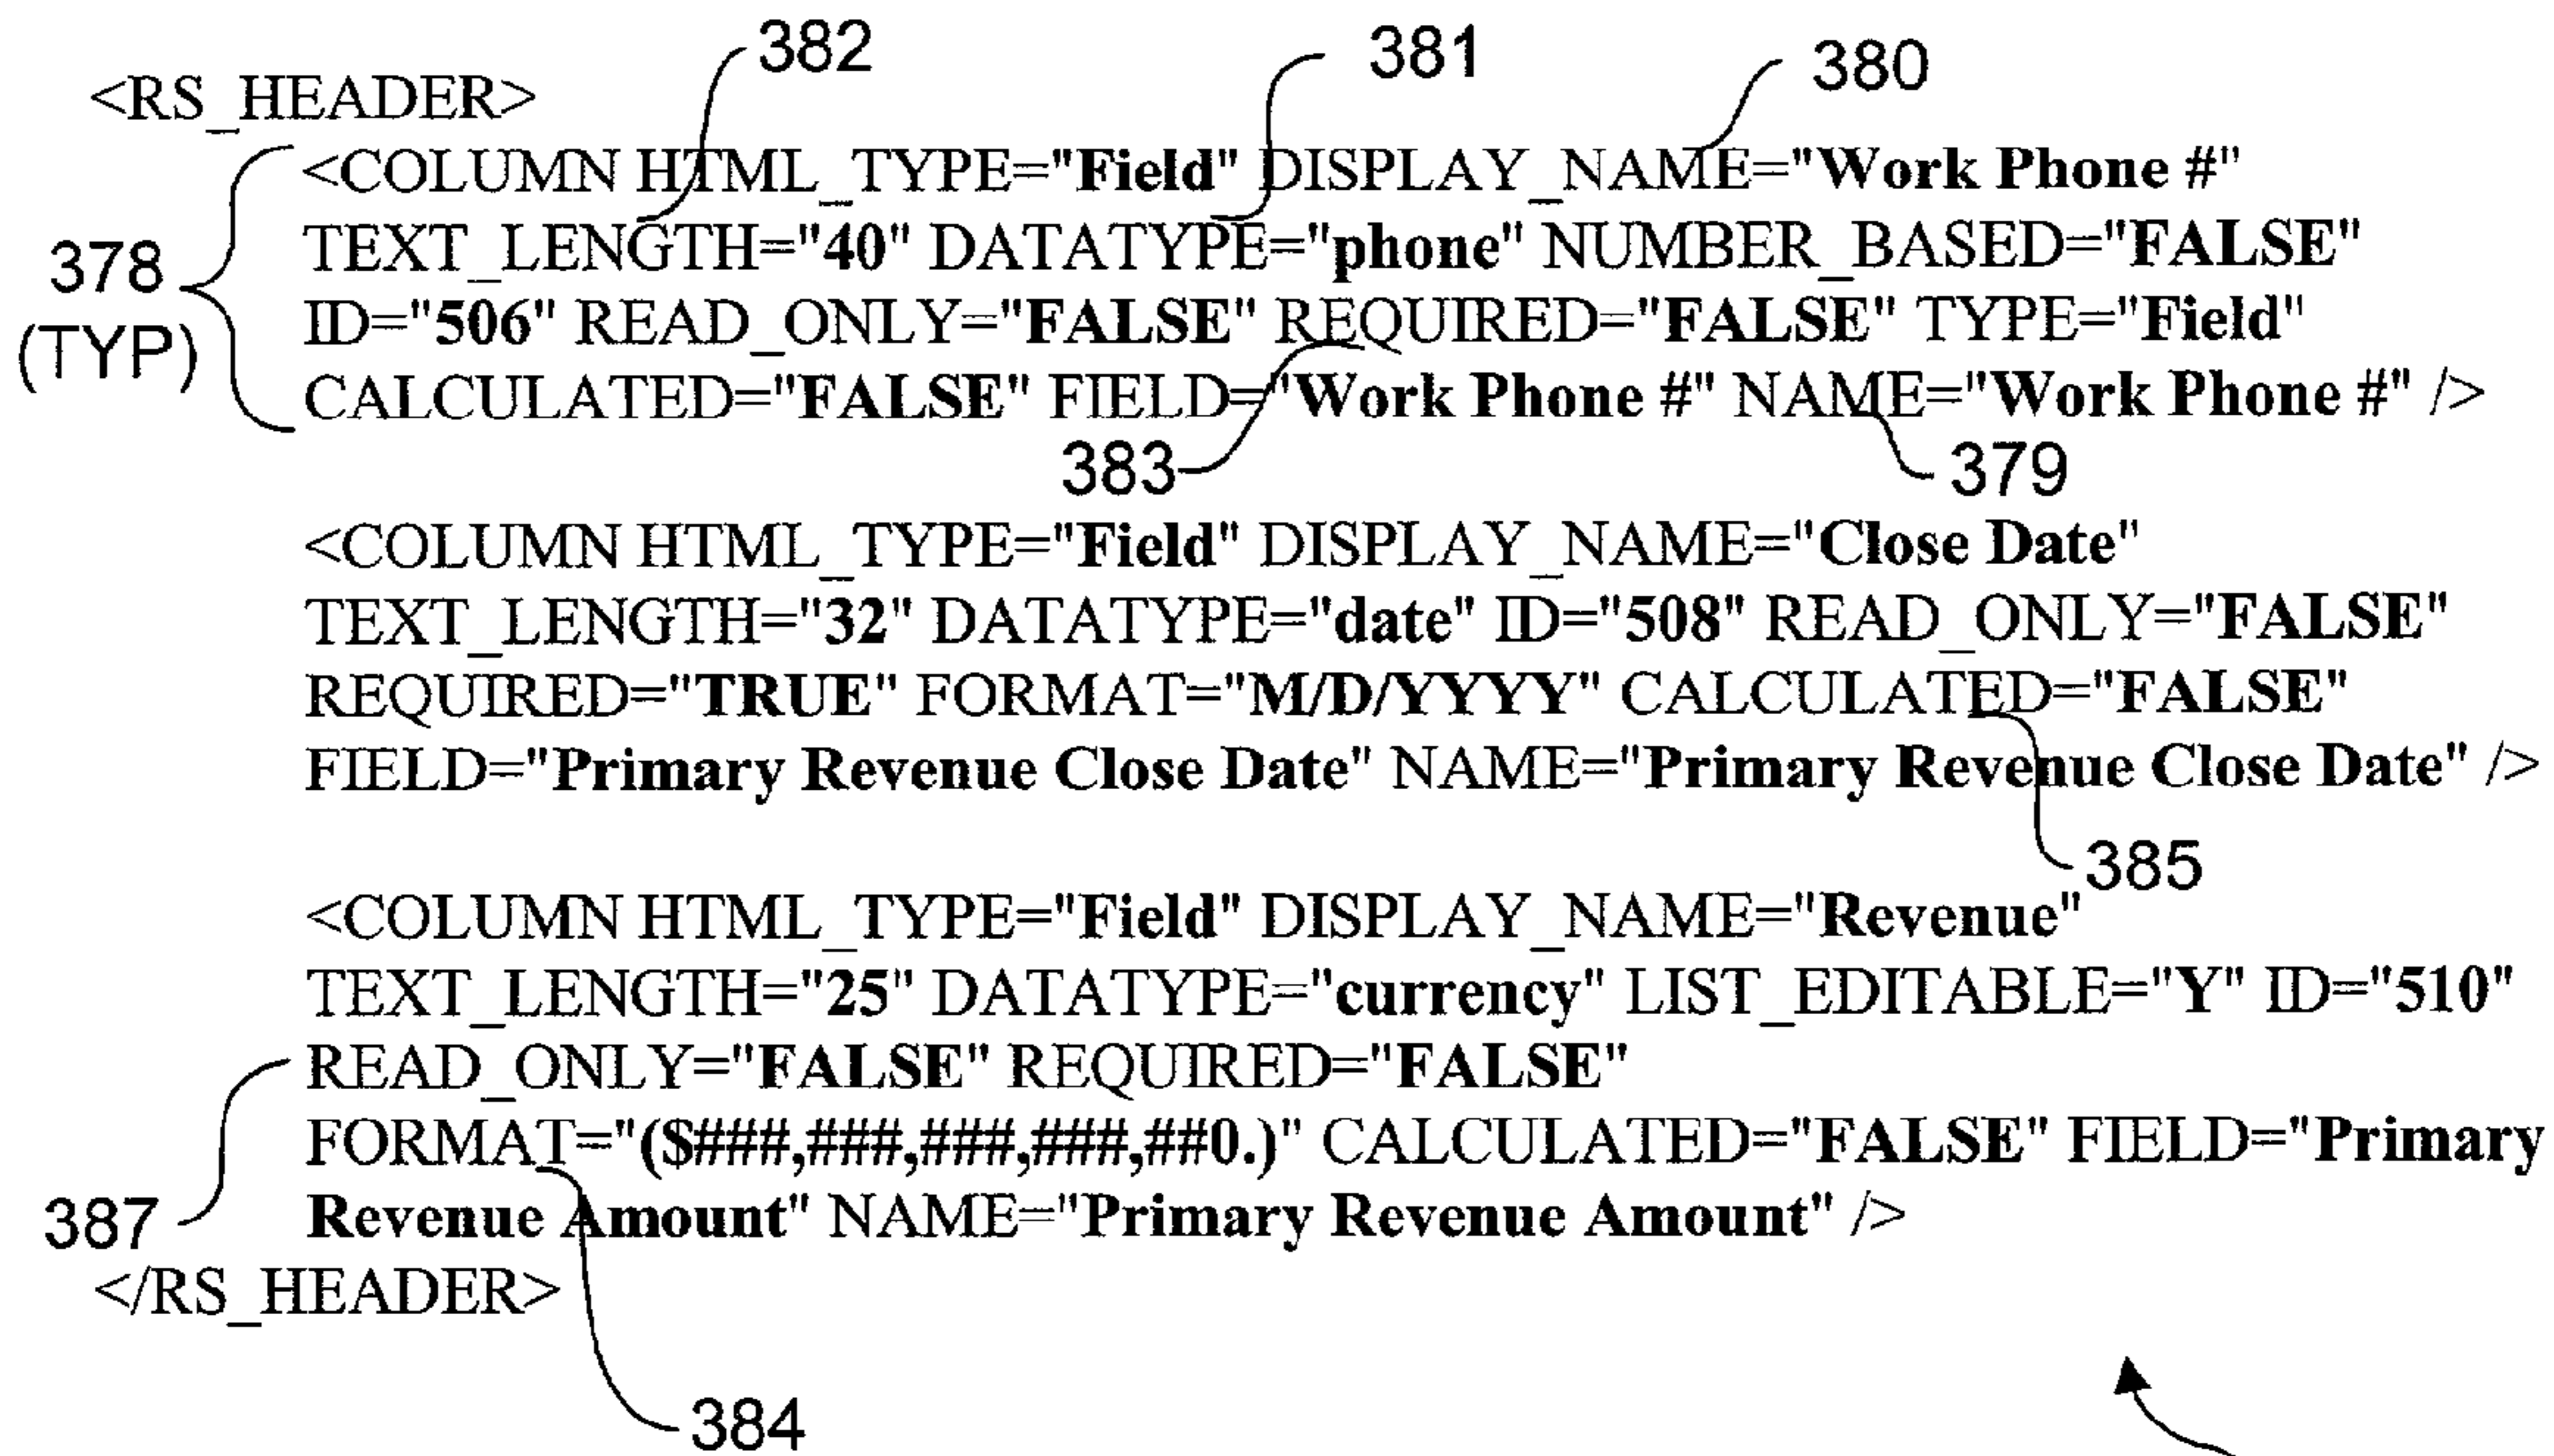 382
381
380
<RS_HEADER>
<COLUMN HTML_TYPE="Field" DISPLAY_NAME="Work Phone #"
TEXT_LENGTH="40" DATATYPE="phone" NUMBER_BASED="FALSE"
378
(TYP)
ID="506" READ_ONLY="FALSE" REQUIRED="FALSE" TYPE="Field"
CALCULATED="FALSE" FIELD="Work Phone #" NAME="Work Phone #" />
383
379
<COLUMN HTML_TYPE="Field" DISPLAY_NAME="Close Date"
TEXT_LENGTH="32" DATATYPE="date" ID="508" READ_ONLY="FALSE"
REQUIRED="TRUE" FORMAT="M/D/YYYY" CALCULATED="FALSE"
FIELD="Primary Revenue Close Date" NAME="Primary Revenue Close Date" />
385
<COLUMN HTML_TYPE="Field" DISPLAY_NAME="Revenue"
TEXT_LENGTH="25" DATATYPE="currency" LIST_EDITABLE="Y" ID="510"
READ_ONLY="FALSE" REQUIRED="FALSE"
FORMAT="($###,###,###,###,##0.)" CALCULATED="FALSE" FIELD="Primary
387
Revenue Amount" NAME="Primary Revenue Amount" />
</RS_HEADER>
384